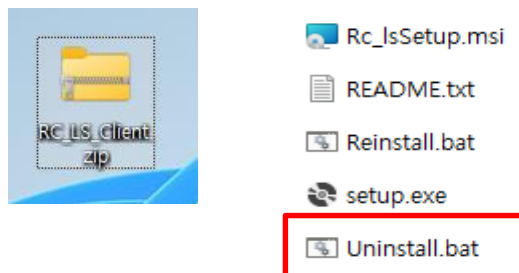 RC_LS_Client.
zip
Rc_lsSetup.msi
README.txt
Reinstall.bat
setup.exe
Uninstall.bat